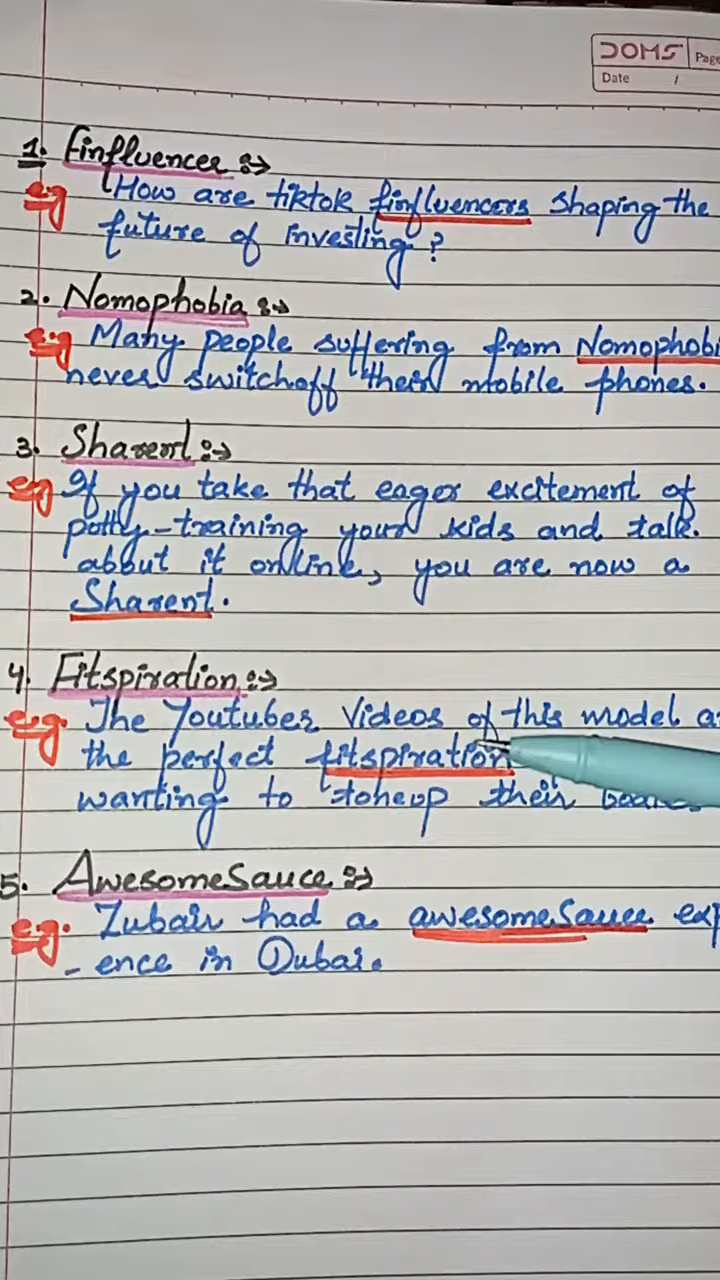 DOMS Page
Date /
1. Finfluencer :→
eg How are tiktok finfluencers shaping the
future of investing?
2. Nomophobia :→
e.g Many people suffering from Nomophobi
never switchoff their mobile phones.
3. Sharent :→
eg If you take that eager excitement of
potty-training your kids and talk
about it online, you are now a
Sharent.
4. Fitspiration :→
e.g. The Youtuber Videos of this model
the perfect fitspiration
wanting to toneup their
5. AwesomeSauce :→
eg. Zubair had a awesomeSauce exp
- ence in Dubai.